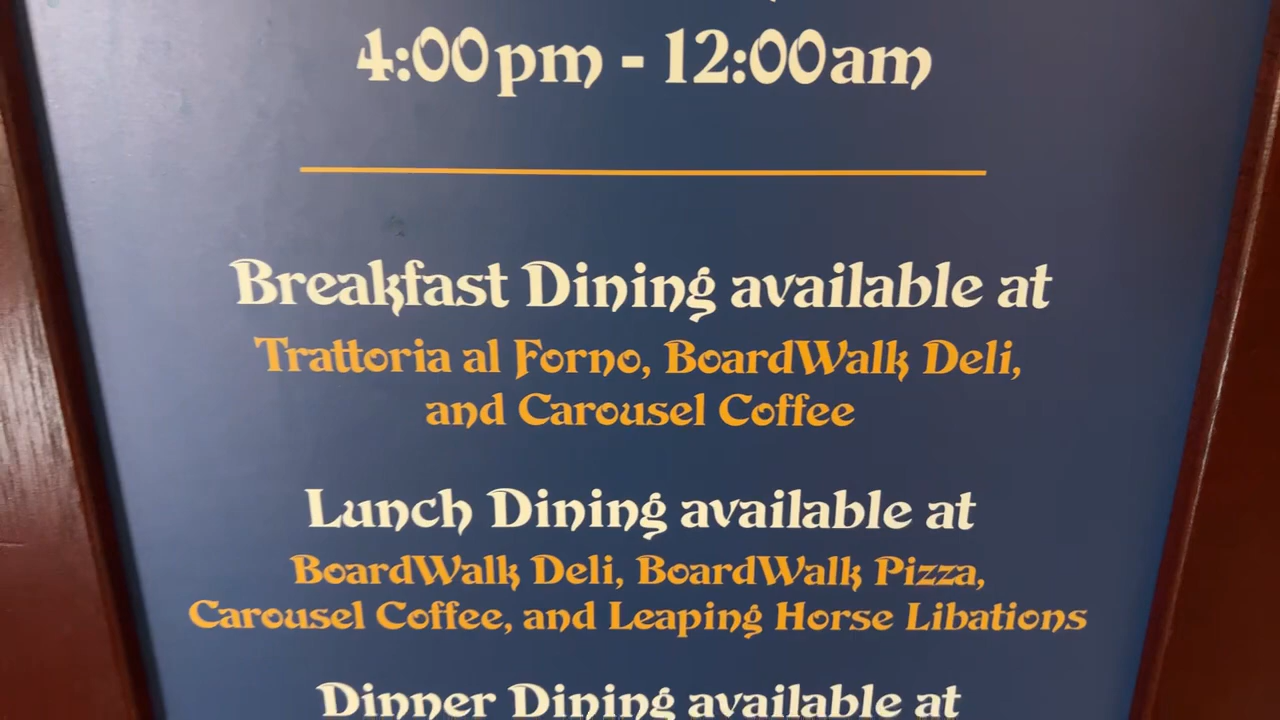 4:00pm - 12:00am
Breakfast Dining available at
Trattoria al Forno, BoardWalk Deli,
and Carousel Coffee
Lunch Dining available at
BoardWalk Deli, BoardWalk Pizza,
Carousel Coffee, and Leaping Horse Libations
Dinner Dining available at